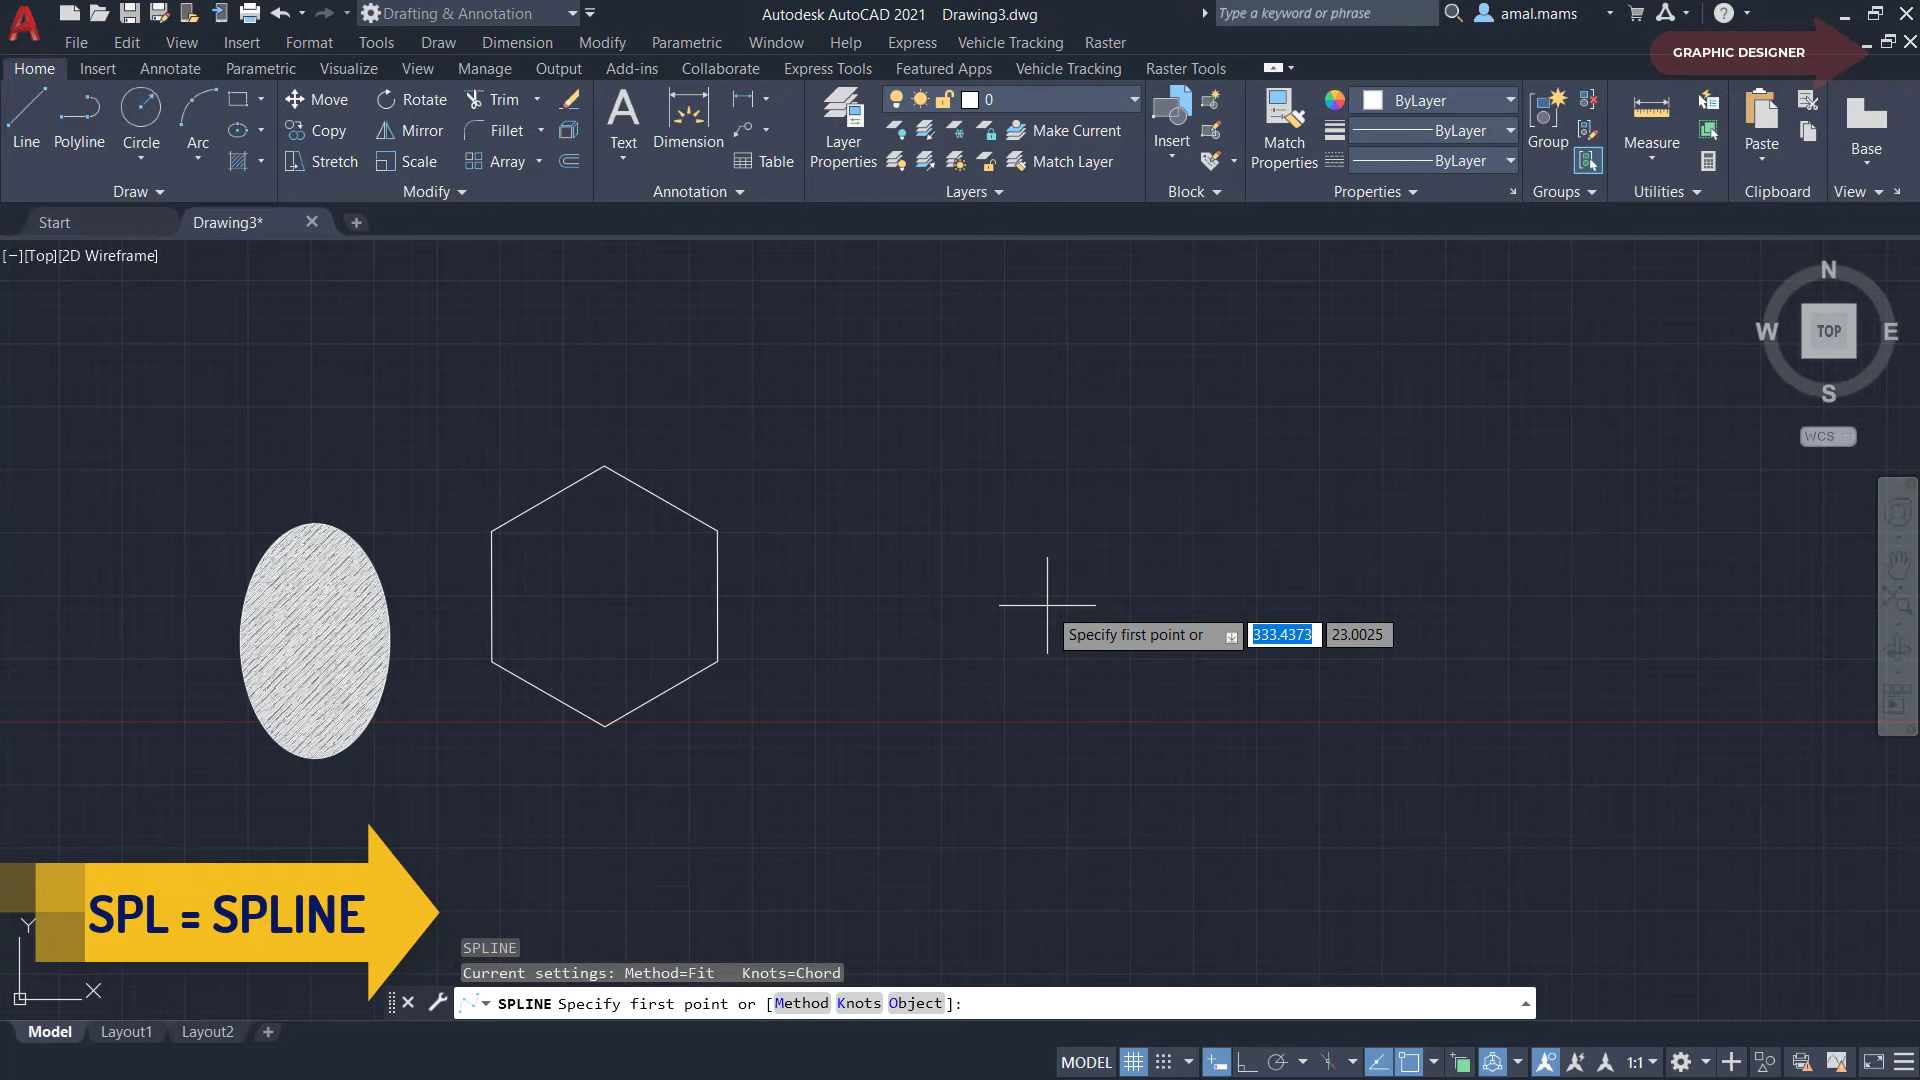 Drafting & Annotation
Autodesk AutoCAD 2021 Drawing3.dwg
Type a keyword or phrase
amal.mams
File Edit View Insert Format Tools Draw Dimension Modify Parametric Window Help Express Vehicle Tracking Raster
GRAPHIC DESIGNER
Home Insert Annotate Parametric Visualize View Manage Output Add-ins Collaborate Express Tools Featured Apps Vehicle Tracking Raster Tools
Line Polyline Circle Arc
Move Rotate Trim
Copy Mirror Fillet
Stretch Scale Array
Text Dimension
Table
Layer Properties
0
Make Current
Match Layer
Insert
Match Properties
ByLayer
ByLayer
ByLayer
Group
Measure
Paste
Base
Draw Modify Annotation Layers Block Properties Groups Utilities Clipboard View
Start Drawing3*
[−][Top][2D Wireframe]
N
W TOP E
S
WCS
Specify first point or 333.4373 23.0025
SPL = SPLINE
Y
X
SPLINE
Current settings: Method=Fit Knots=Chord
SPLINE Specify first point or [Method Knots Object]:
Model Layout1 Layout2
MODEL 1:1